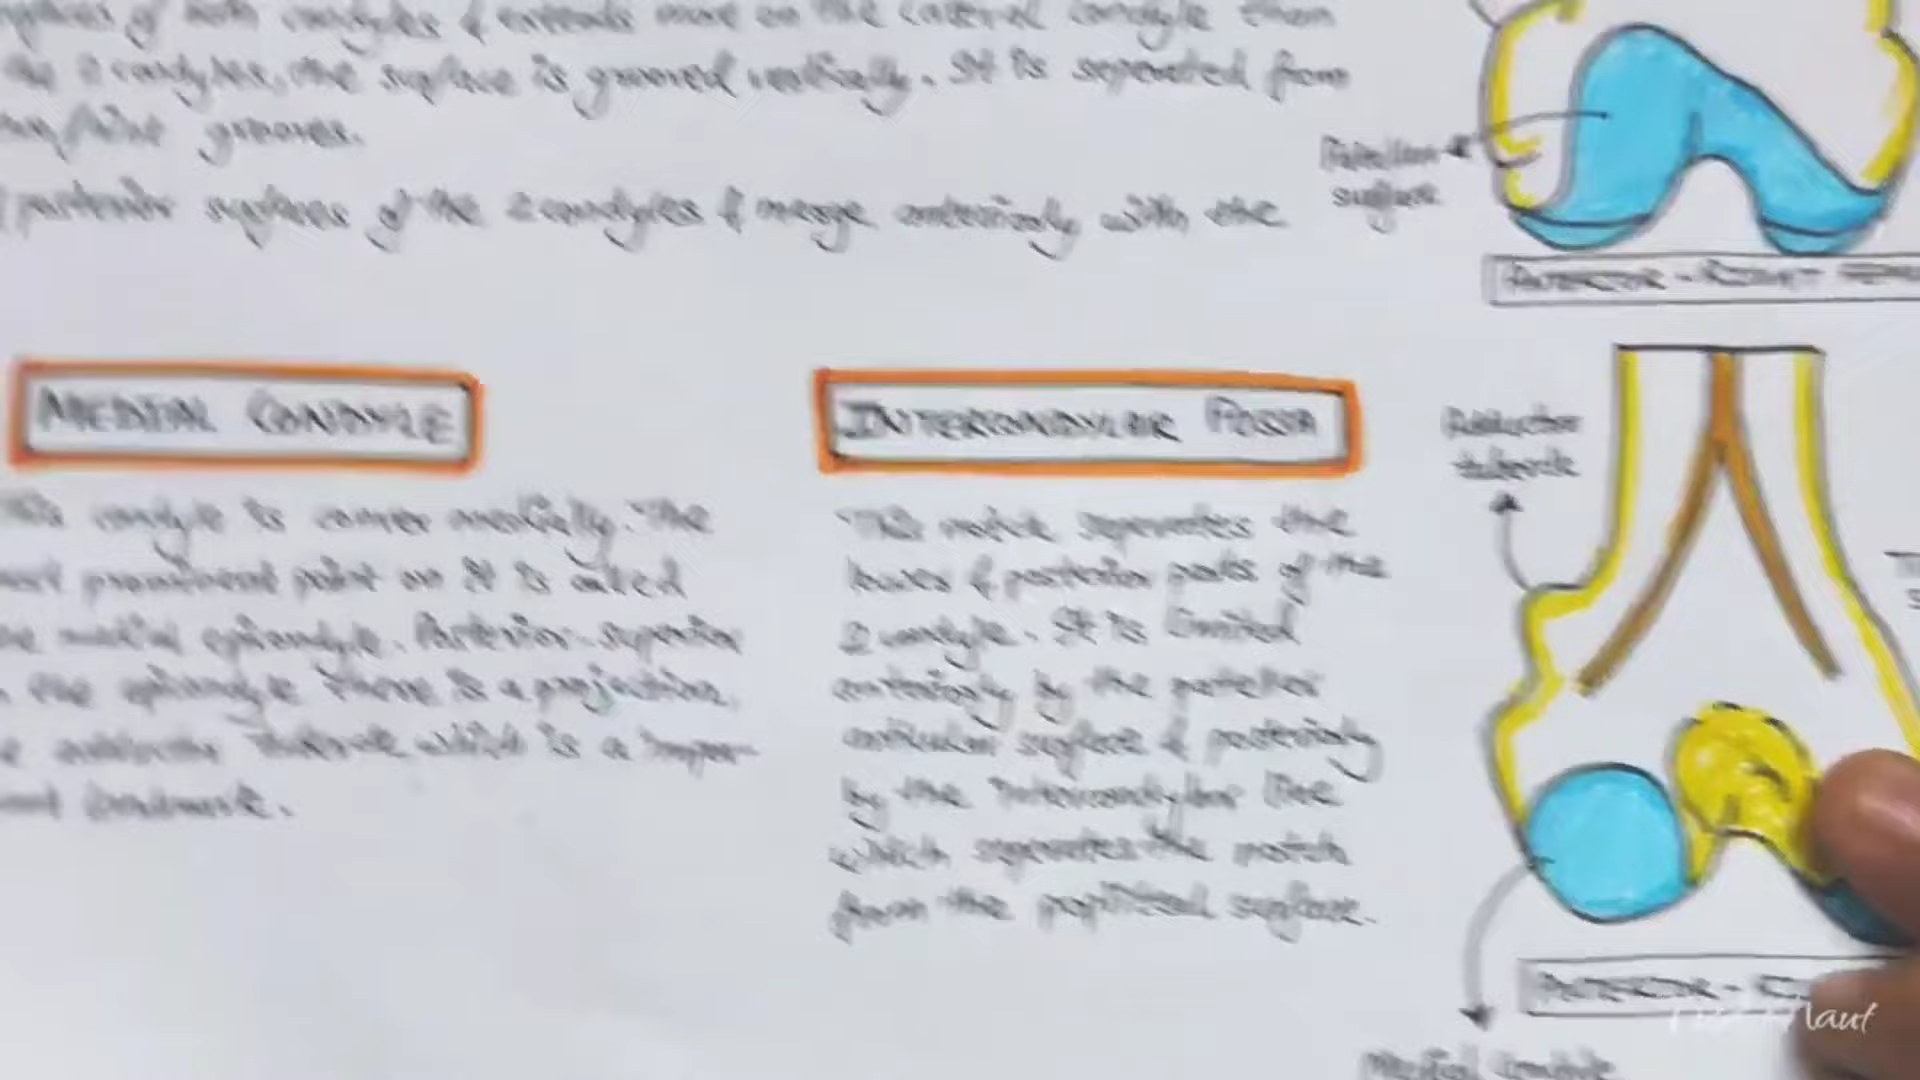 of both condyles & extends more on the lateral condyle than
the 2 condyles, the surface is grooved vertically. It is separated from
grooves.
posterior surfaces of the 2 condyles & merge anteriorly with the
Patellar
surface
ANTERIOR - RIGHT
MEDIAL CONDYLE
This condyle is convex medially. The
prominent point on it is called
medial epicondyle. Posterior-superior
the epicondyle there is a projection,
adductor tubercle which is a impor-
landmark.
INTERCONDYLAR FOSSA
This notch separates the
lower & posterior parts of the
2 condyle. It is limited
anteriorly by the patellar
articular surface & posteriorly
by the intercondylar line
which separates the notch
from the popliteal surface.
Adductor
tubercle
Medial condyle